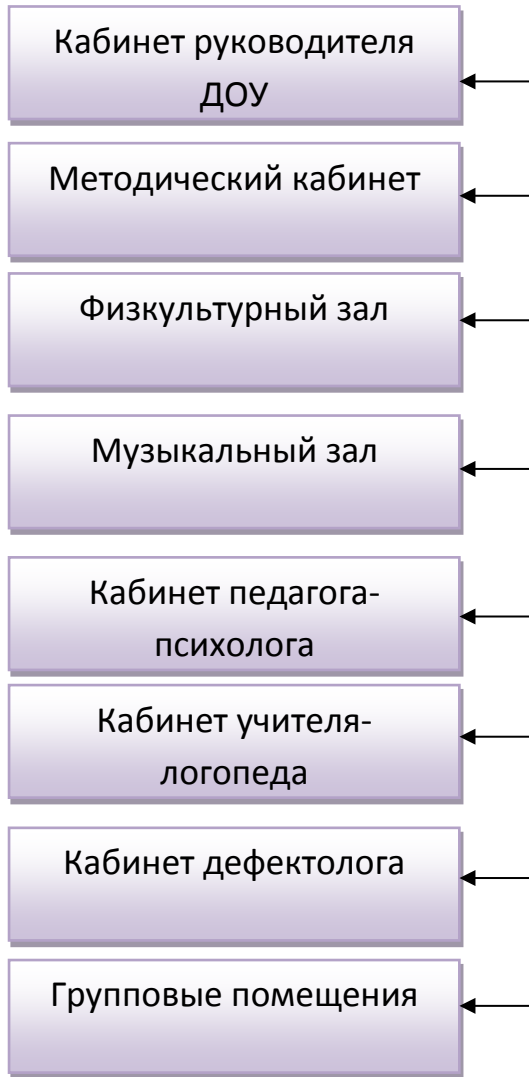 Кабинет руководителя
ДОУ
Методический кабинет
Физкультурный зал
Музыкальный зал
Кабинет педагога-
психолога
Кабинет учителя-
логопеда
Кабинет дефектолога
Групповые помещения